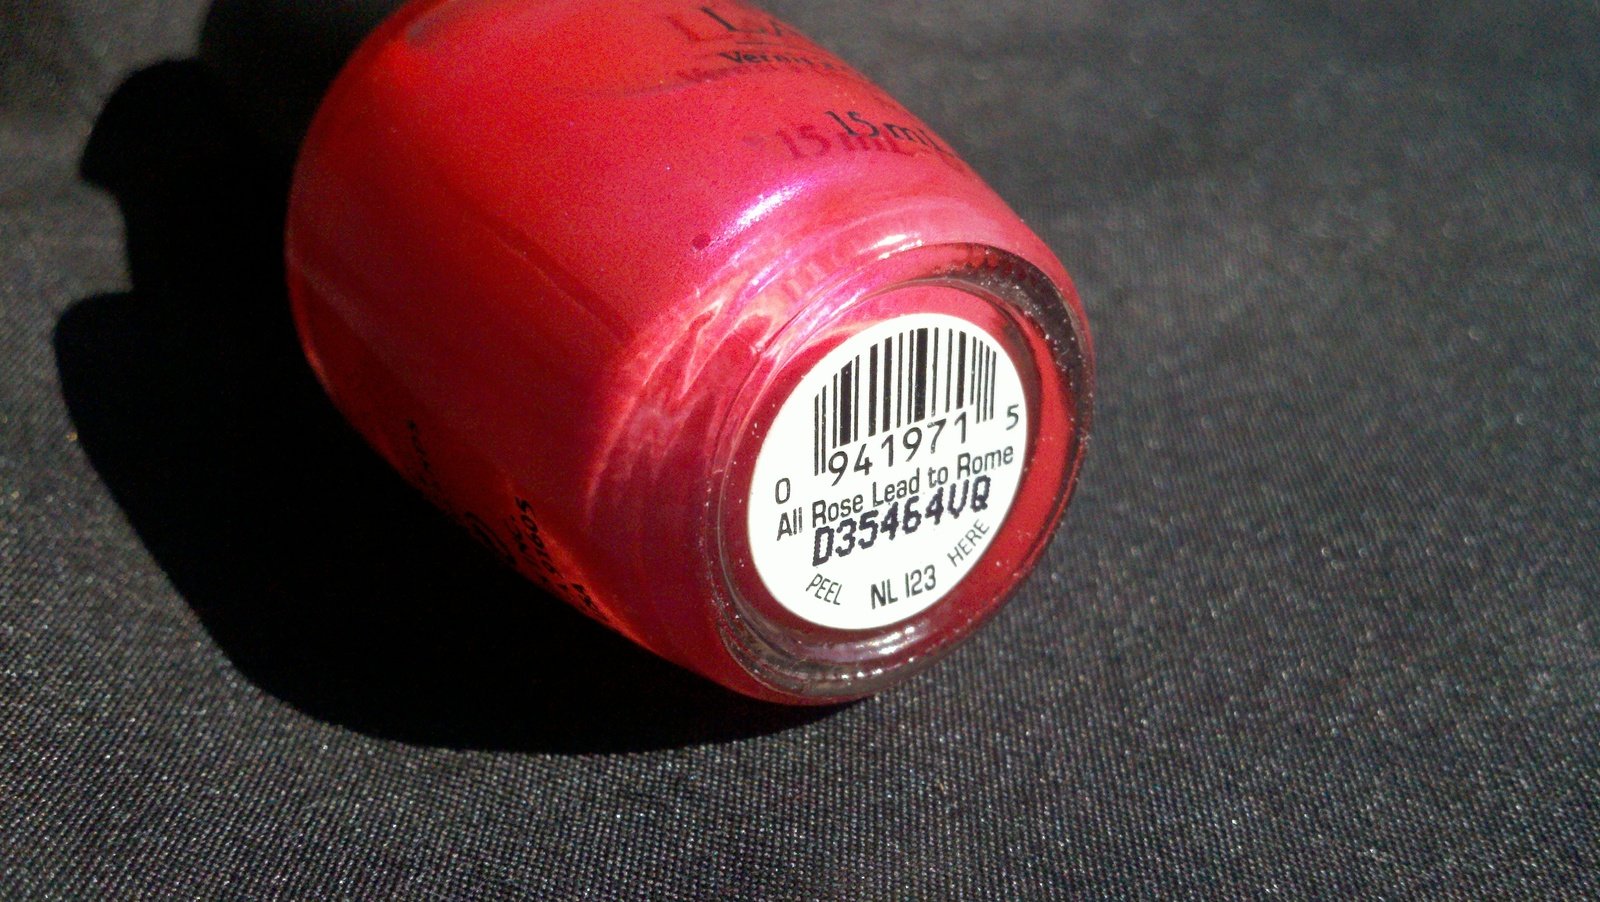 15 mL
0 941971 5
All Rose Lead to Rome
D35464VQ
PEEL NL I23 HERE